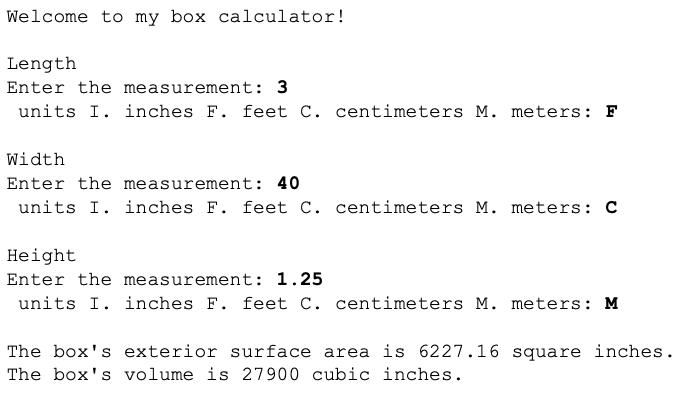 Welcome to my box calculator!
Length
Enter the measurement: 3
units I. inches F. feet C. centimeters M. meters: F
Width
Enter the measurement: 40
units I. inches F. feet C. centimeters M. meters: C
Height
Enter the measurement: 1.25
units I. inches F. feet C. centimeters M. meters: M
The box's exterior surface area is 6227.16 square inches.
The box's volume is 27900 cubic inches.